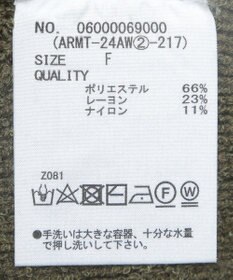 NO. 06000069000
(ARMT-24AW②-217)
SIZE F
QUALITY
ポリエステル 66%
レーヨン 23%
ナイロン 11%
Z081
F W
●手洗いは大きな容器、十分な水量
で押し洗いして下さい。